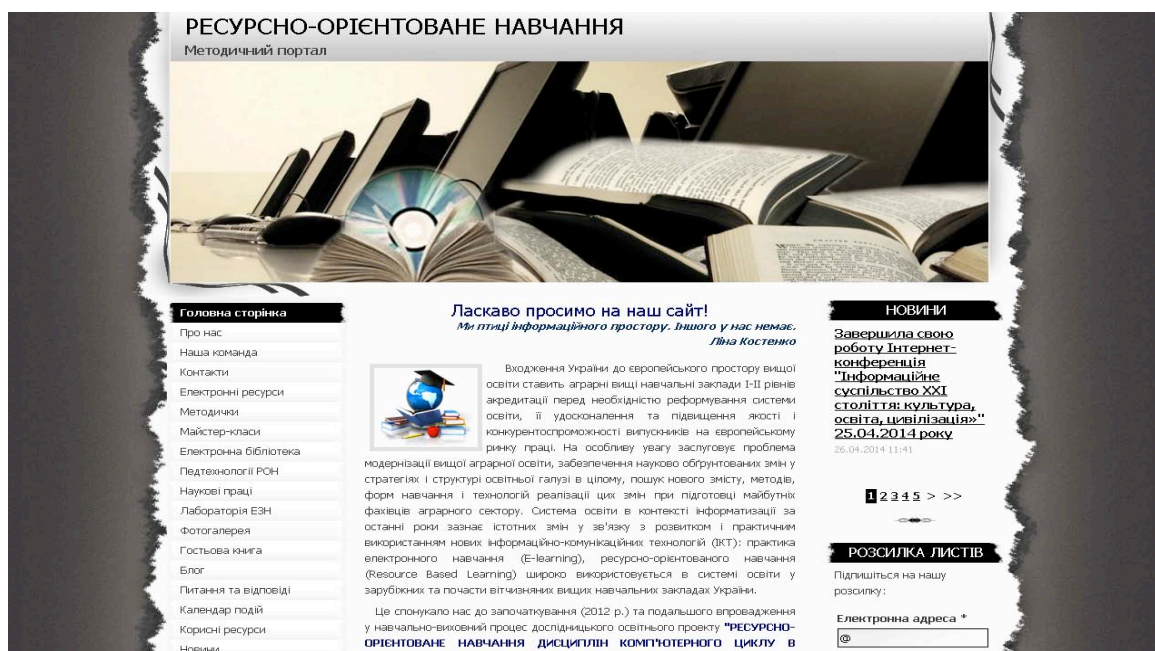 РЕСУРСНО-ОРІЄНТОВАНЕ НАВЧАННЯ
Методичний портал
Головна сторінка
Про нас
Наша команда
Контакти
Електронні ресурси
Методички
Майстер-класи
Електронна бібліотека
Педтехнології РОН
Наукові праці
Лабораторія ЕЗН
Фотогалерея
Гостьова книга
Блог
Питання та відповіді
Календар подій
Корисні ресурси
Новини
Ласкаво просимо на наш сайт!
Ми птиці інформаційного простору. Іншого у нас немає.
Ліна Костенко
Входження України до європейського простору вищої
освіти ставить аграрні вищі навчальні заклади І-ІІ рівнів
акредитації перед необхідністю реформування системи
освіти, її удосконалення та підвищення якості і
конкурентоспроможності випускників на європейському
ринку праці. На особливу увагу заслуговує проблема
модернізації вищої аграрної освіти, забезпечення науково обґрунтованих змін у
стратегіях і структурі освітньої галузі в цілому, пошук нового змісту, методів,
форм навчання і технологій реалізації цих змін при підготовці майбутніх
фахівців аграрного сектору. Система освіти в контексті інформатизації за
останні роки зазнає істотних змін у зв'язку з розвитком і практичним
використанням нових інформаційно-комунікаційних технологій (ІКТ): практика
електронного навчання (E-learning), ресурсно-орієнтованого навчання
(Resource Based Learning) широко використовується в системі освіти у
зарубіжних та почасти вітчизняних вищих навчальних закладах України.
Це спонукало нас до започаткування (2012 р.) та подальшого впровадження
у навчально-виховний процес дослідницького освітнього проекту "РЕСУРСНО-
ОРІЄНТОВАНЕ НАВЧАННЯ ДИСЦИПЛІН КОМП'ЮТЕРНОГО ЦИКЛУ В
НОВИНИ
Завершила свою
роботу Інтернет-
конференція
"Інформаційне
суспільство XXI
століття: культура,
освіта, цивілізація»"
25.04.2014 року
26.04.2014 11:41
1 2 3 4 5 > >>
РОЗСИЛКА ЛИСТІВ
Підпишіться на нашу
розсилку:
Електронна адреса *
@